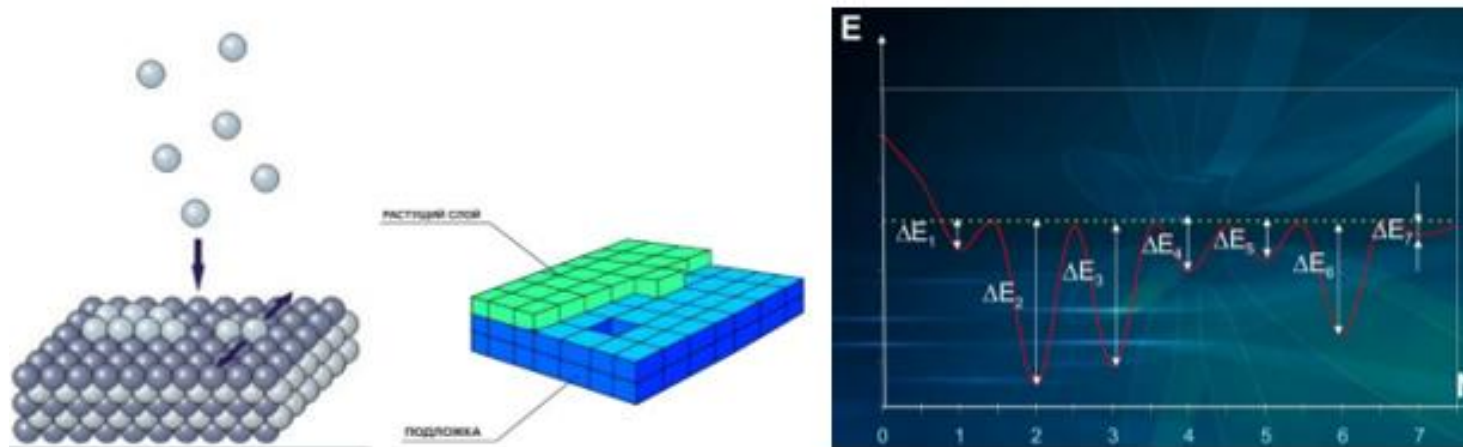 РАСТУЩИЙ СЛОЙ
ПОДЛОЖКА
E
ΔE₁
ΔE₂
ΔE₃
ΔE₄
ΔE₅
ΔE₆
ΔE₇
0 1 2 3 4 5 6 7